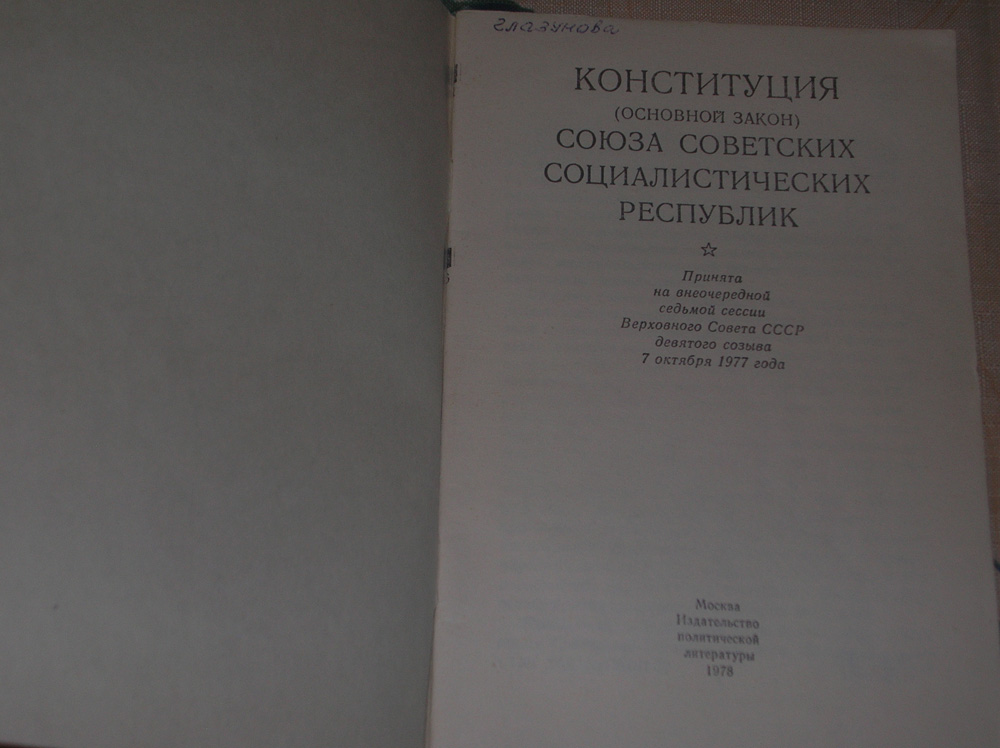 глазунова
КОНСТИТУЦИЯ
(ОСНОВНОЙ ЗАКОН)
СОЮЗА СОВЕТСКИХ
СОЦИАЛИСТИЧЕСКИХ
РЕСПУБЛИК
Принята
на внеочередной
седьмой сессии
Верховного Совета СССР
девятого созыва
7 октября 1977 года
Москва
Издательство
политической
литературы
1978